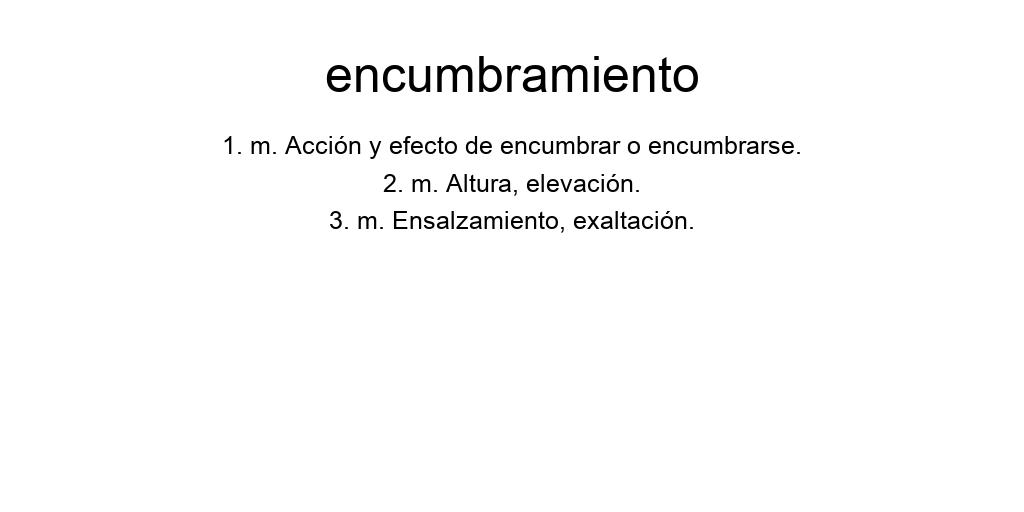 encumbramiento
1. m. Acción y efecto de encumbrar o encumbrarse.
2. m. Altura, elevación.
3. m. Ensalzamiento, exaltación.